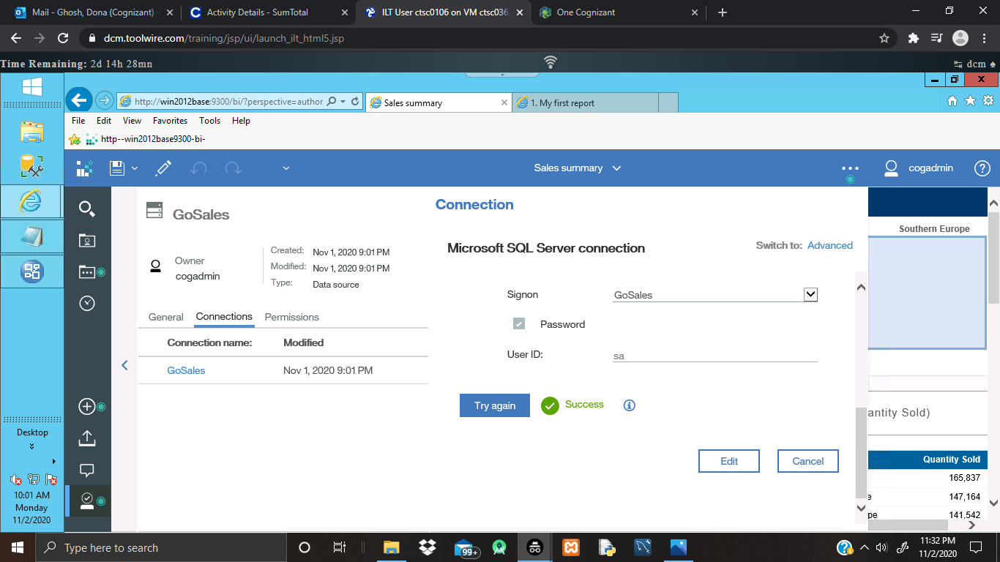 Mail - Ghosh, Dona (Cognizant)
Activity Details - SumTotal
ILT User ctsc0106 on VM ctsc036
One Cognizant
dcm.toolwire.com/training/jsp/ui/launch_ilt_html5.jsp
Time Remaining: 2d 14h 28mn
dcm
http://win2012base:9300/bi/?perspective=author
Sales summary
1. My first report
File Edit View Favorites Tools Help
http--win2012base9300-bi-
Sales summary
cogadmin
GoSales
Connection
Southern Europe
Microsoft SQL Server connection
Switch to: Advanced
Owner
cogadmin
Created: Nov 1, 2020 9:01 PM
Modified: Nov 1, 2020 9:01 PM
Type: Data source
Signon GoSales
General Connections Permissions
Password
Connection name: Modified
User ID: sa
GoSales Nov 1, 2020 9:01 PM
Try again
Success
antity Sold)
Edit
Cancel
Quantity Sold
165,837
e 147,164
pe 141,542
Desktop
10:01 AM
Monday
11/2/2020
Type here to search
99+
11:32 PM
11/2/2020